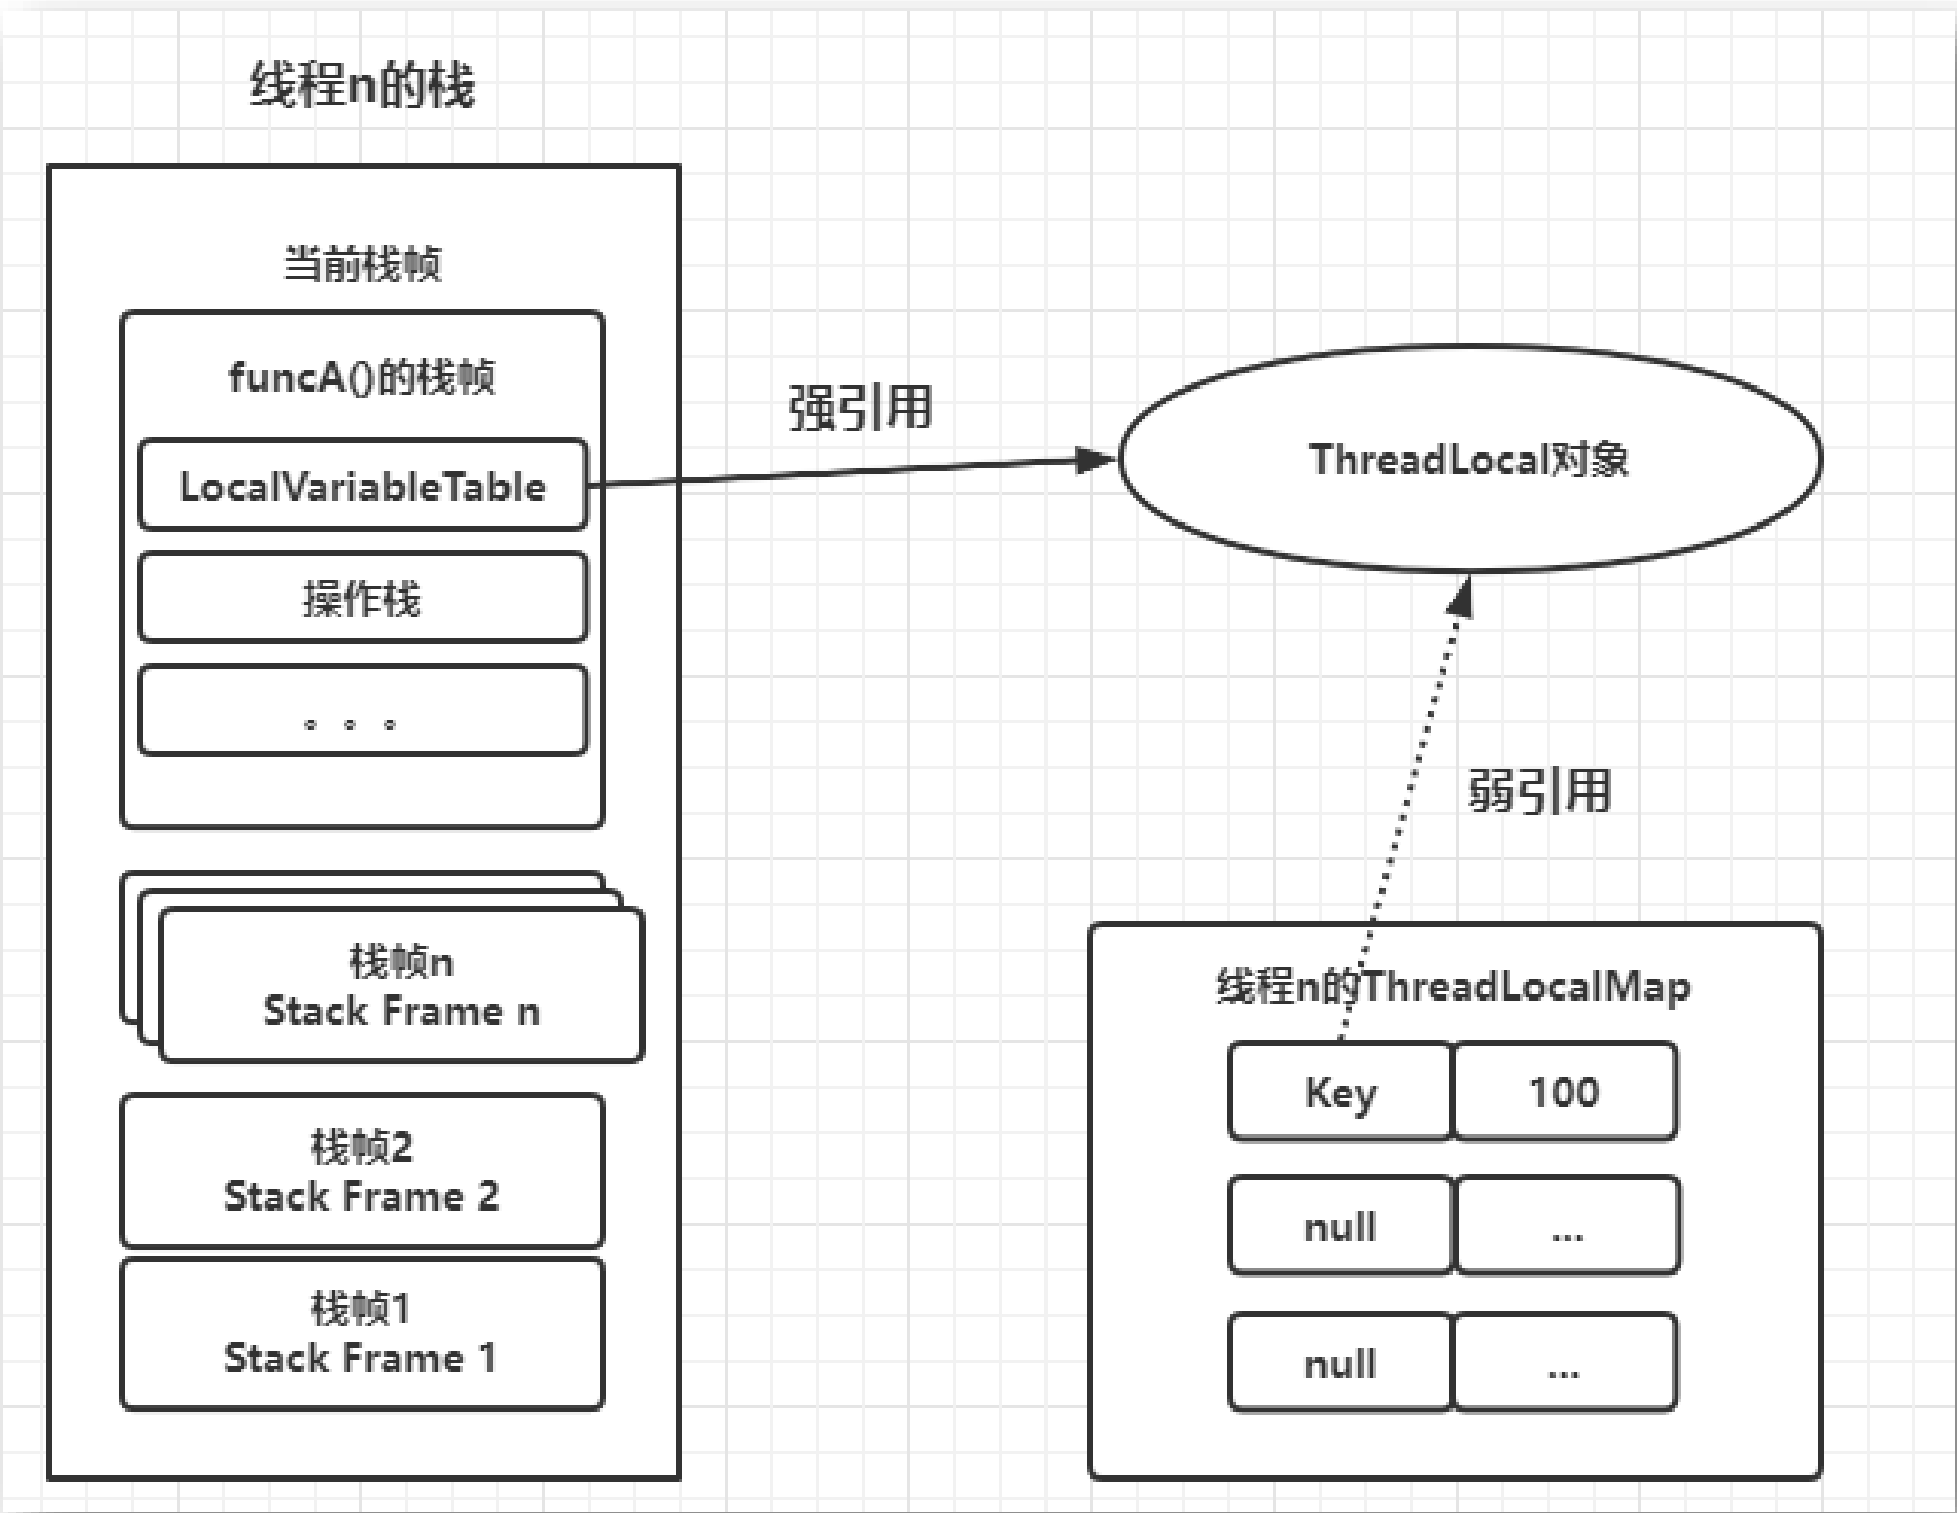 线程n的栈
当前栈帧
funcA()的栈帧
LocalVariableTable
操作栈
。。。
栈帧n
Stack Frame n
栈帧2
Stack Frame 2
栈帧1
Stack Frame 1
强引用
ThreadLocal对象
弱引用
线程n的ThreadLocalMap
Key 100
null ...
null ...